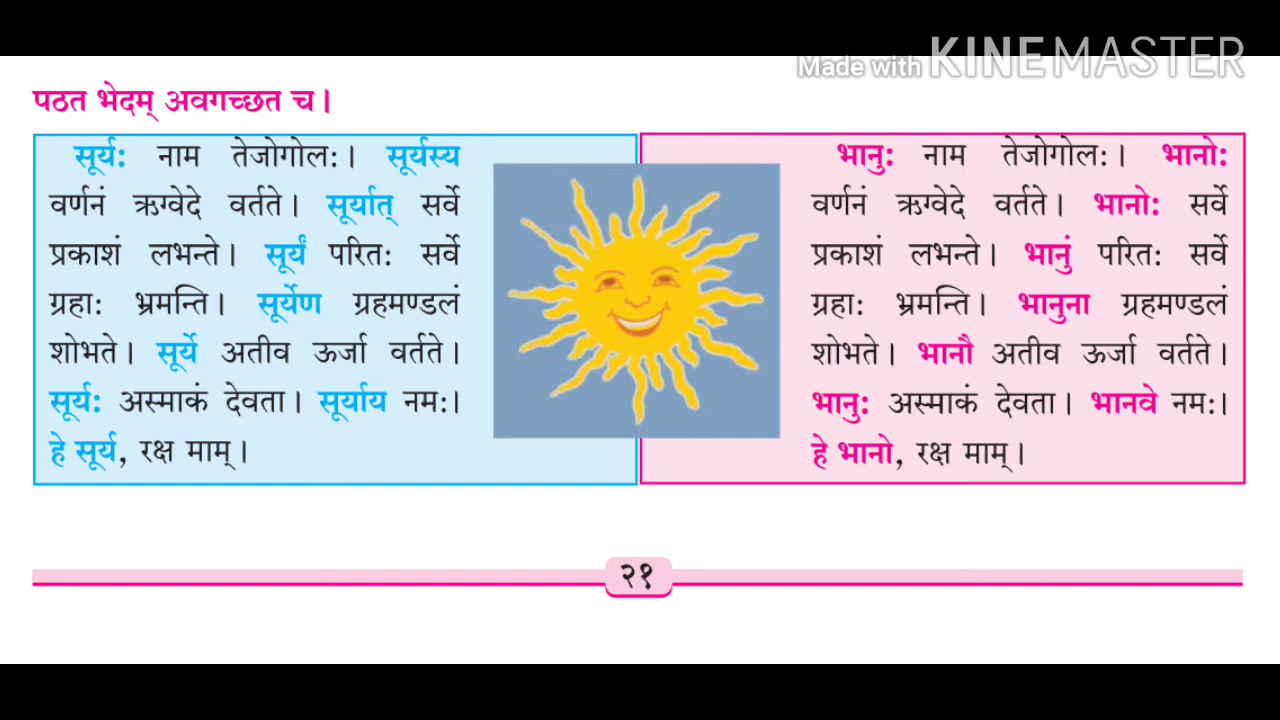 Made with KINEMASTER
पठत भेदम् अवगच्छत च।
सूर्य: नाम तेजोगोल:। सूर्यस्य
वर्णनं ऋग्वेदे वर्तते। सूर्यात् सर्वे
प्रकाशं लभन्ते। सूर्यं परित: सर्वे
ग्रहा: भ्रमन्ति। सूर्येण ग्रहमण्डलं
शोभते। सूर्ये अतीव ऊर्जा वर्तते।
सूर्य: अस्माकं देवता। सूर्याय नम:।
हे सूर्य, रक्ष माम्।
भानु: नाम तेजोगोल:। भानो:
वर्णनं ऋग्वेदे वर्तते। भानो: सर्वे
प्रकाशं लभन्ते। भानुं परित: सर्वे
ग्रहा: भ्रमन्ति। भानुना ग्रहमण्डलं
शोभते। भानौ अतीव ऊर्जा वर्तते।
भानु: अस्माकं देवता। भानवे नम:।
हे भानो, रक्ष माम्।
२१